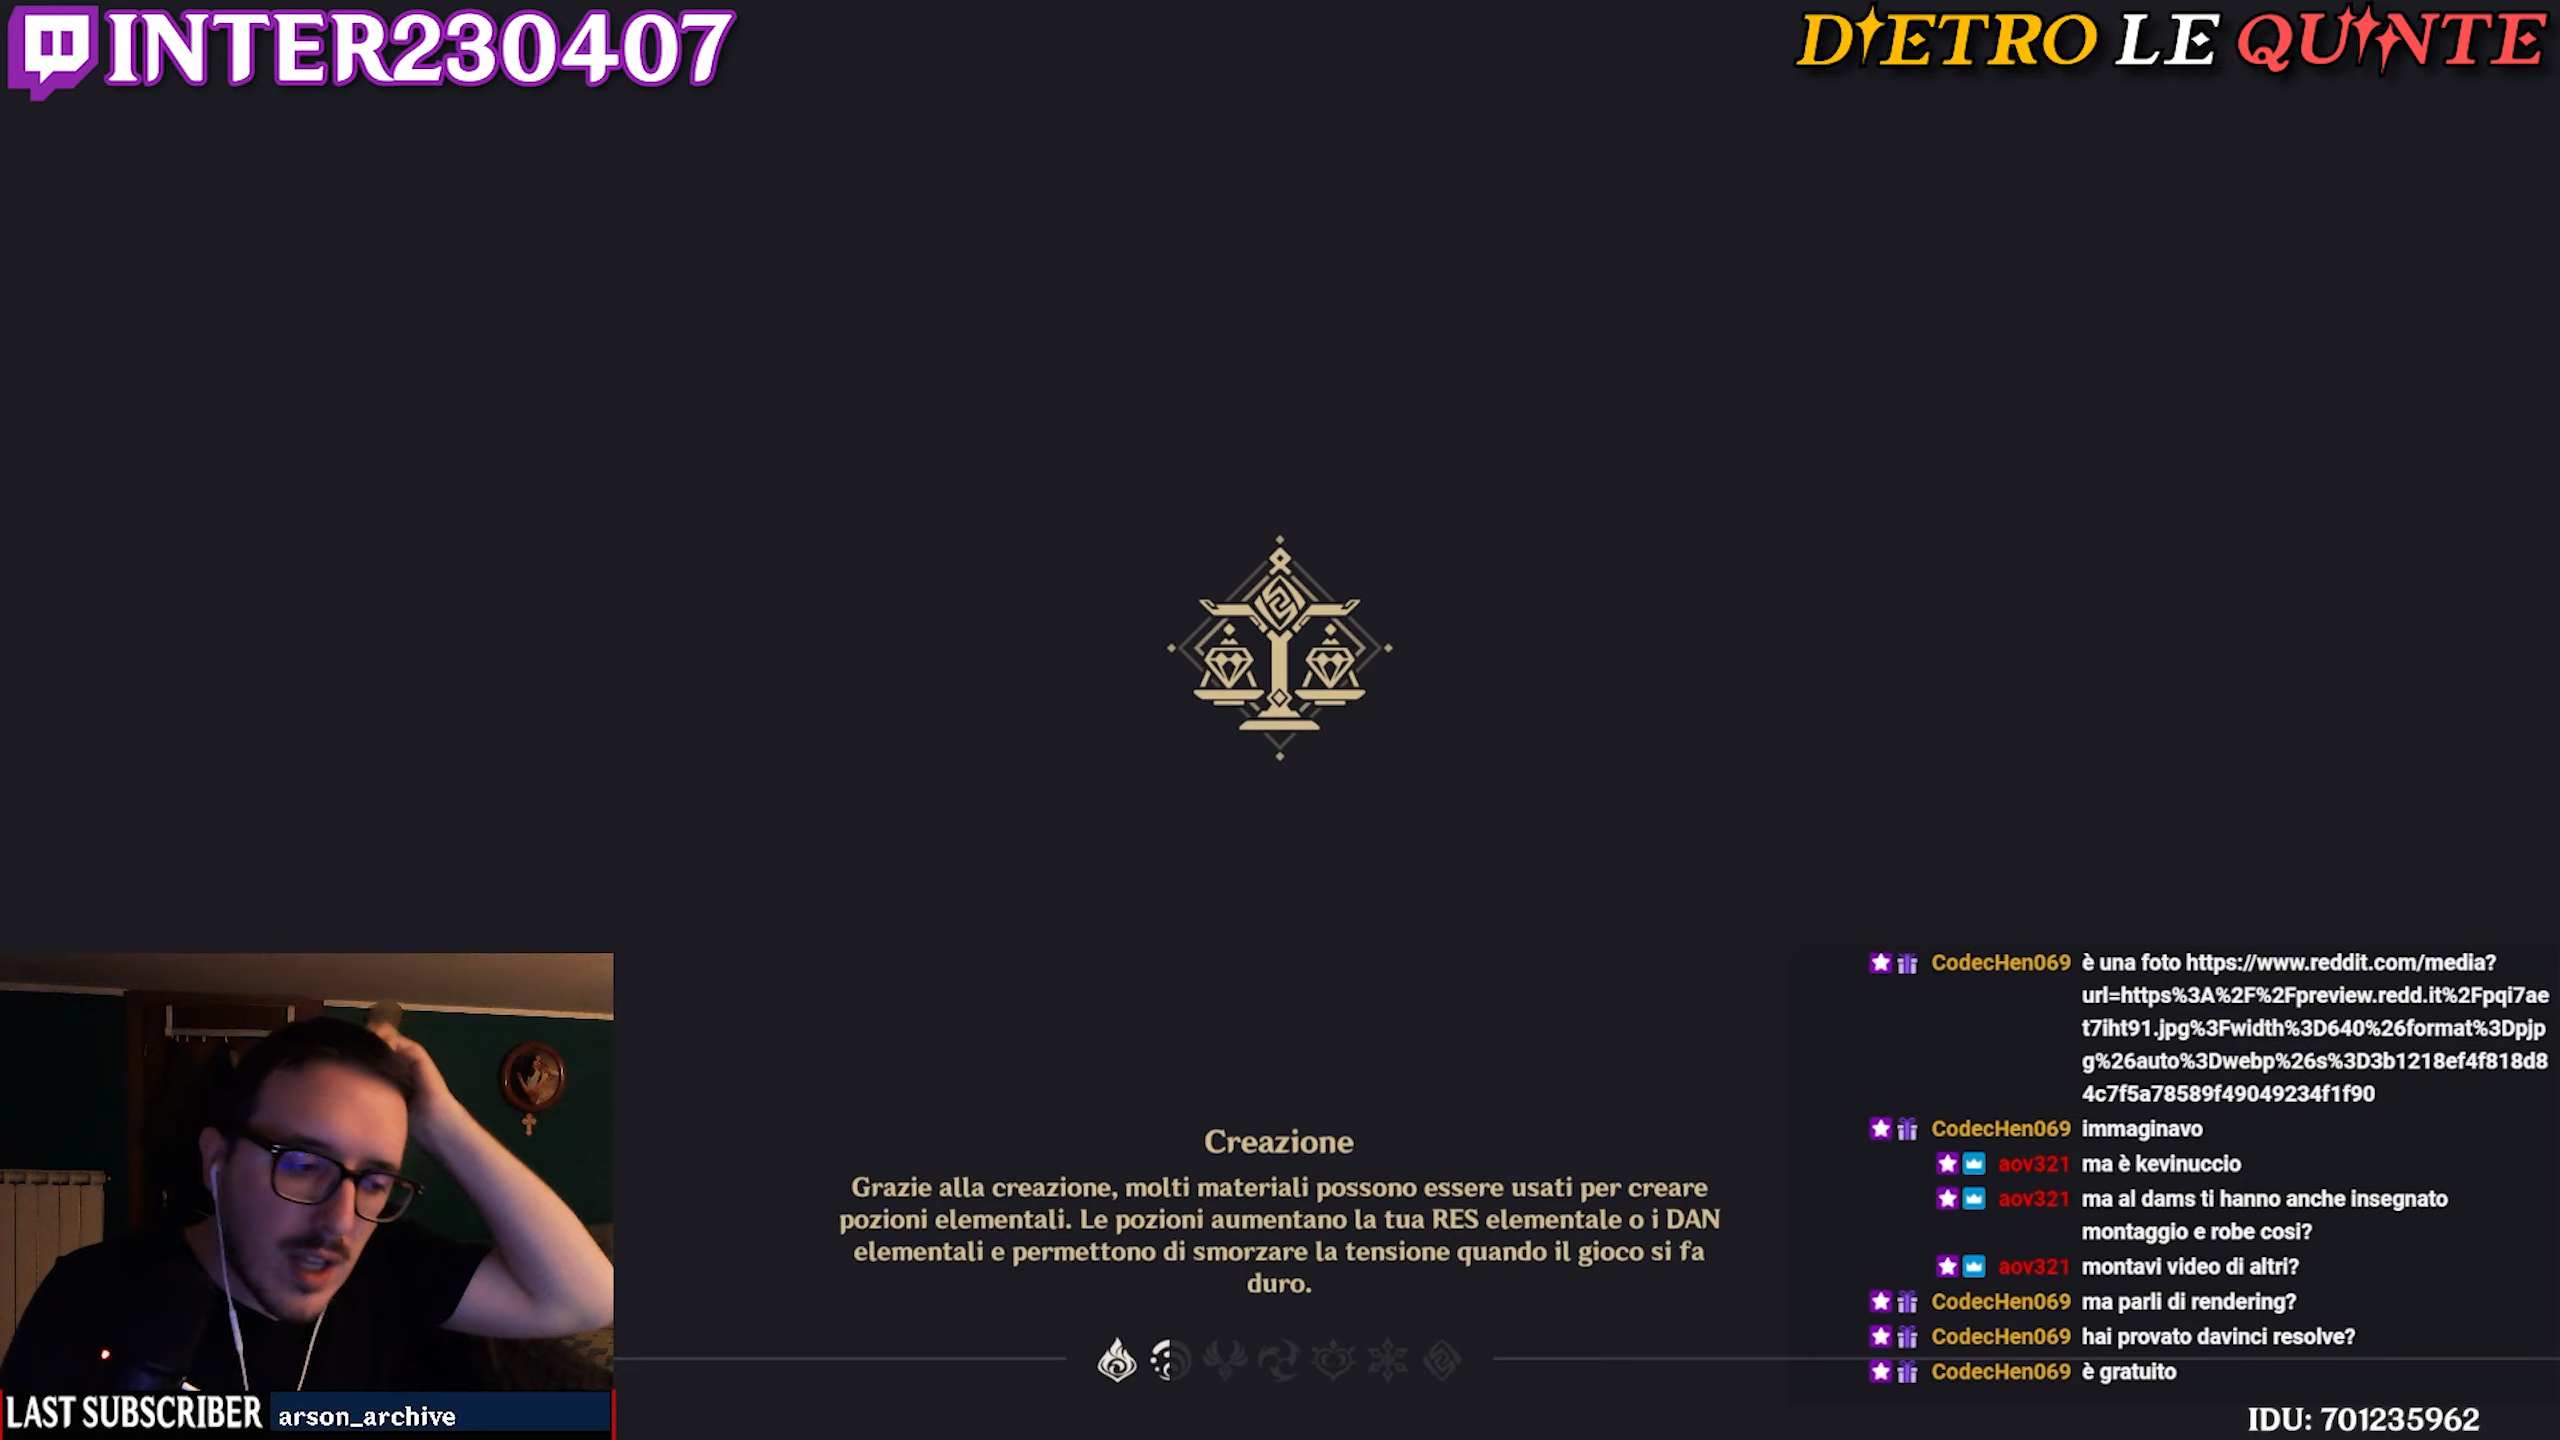 INTER230407
DIETRO LE QUINTE
CodecHen069 è una foto https://www.reddit.com/media?
url=https%3A%2F%2Fpreview.redd.it%2Fpqi7ae
t7iht91.jpg%3Fwidth%3D640%26format%3Dpjp
g%26auto%3Dwebp%26s%3D3b1218ef4f818d8
4c7f5a78589f49049234f1f90
CodecHen069 immaginavo
aov321 ma è kevinuccio
aov321 ma al dams ti hanno anche insegnato
montaggio e robe cosi?
aov321 montavi video di altri?
CodecHen069 ma parli di rendering?
CodecHen069 hai provato davinci resolve?
CodecHen069 è gratuito
Creazione
Grazie alla creazione, molti materiali possono essere usati per creare
pozioni elementali. Le pozioni aumentano la tua RES elementale o i DAN
elementali e permettono di smorzare la tensione quando il gioco si fa
duro.
LAST SUBSCRIBER arson_archive
IDU: 701235962